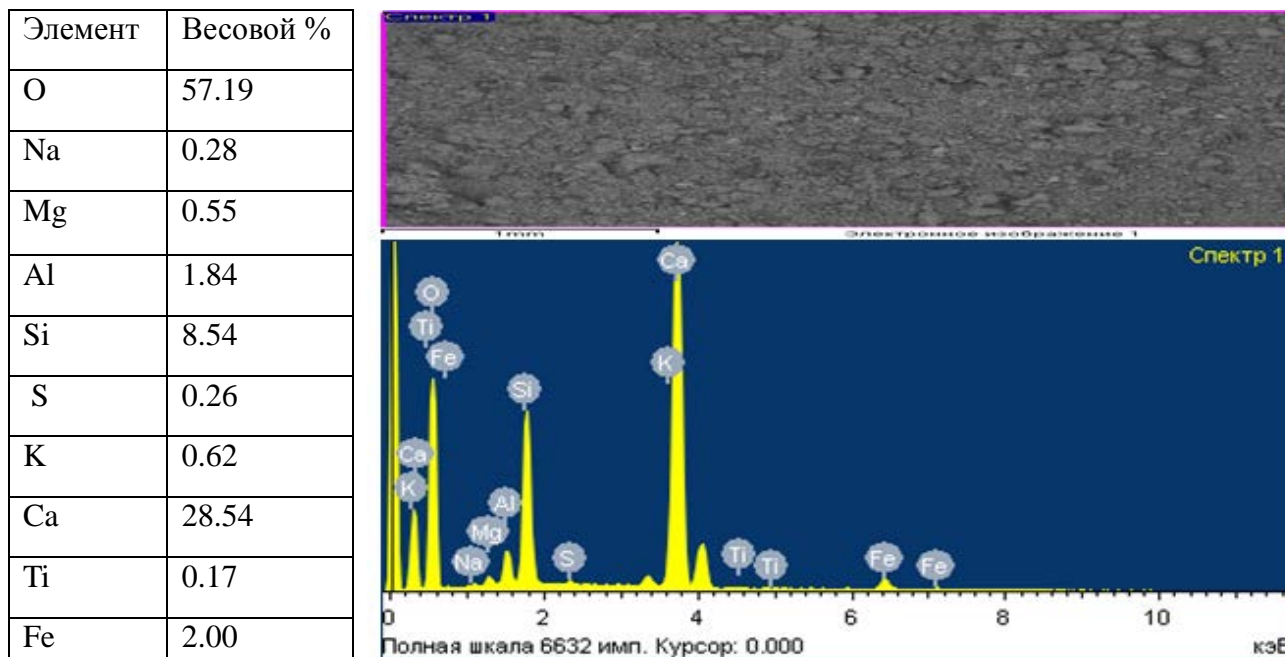 Элемент Весовой %
O 57.19
Na 0.28
Mg 0.55
Al 1.84
Si 8.54
S 0.26
K 0.62
Ca 28.54
Ti 0.17
Fe 2.00
Спектр 1
1mm Электронное изображение 1
Спектр 1
Ca
O
Ti
Fe
K
Si
Ca
K
Al
Mg
Na
S
Ti
Ti
Fe
Fe
0 2 4 6 8 10
Полная шкала 6632 имп. Курсор: 0.000 кэВ